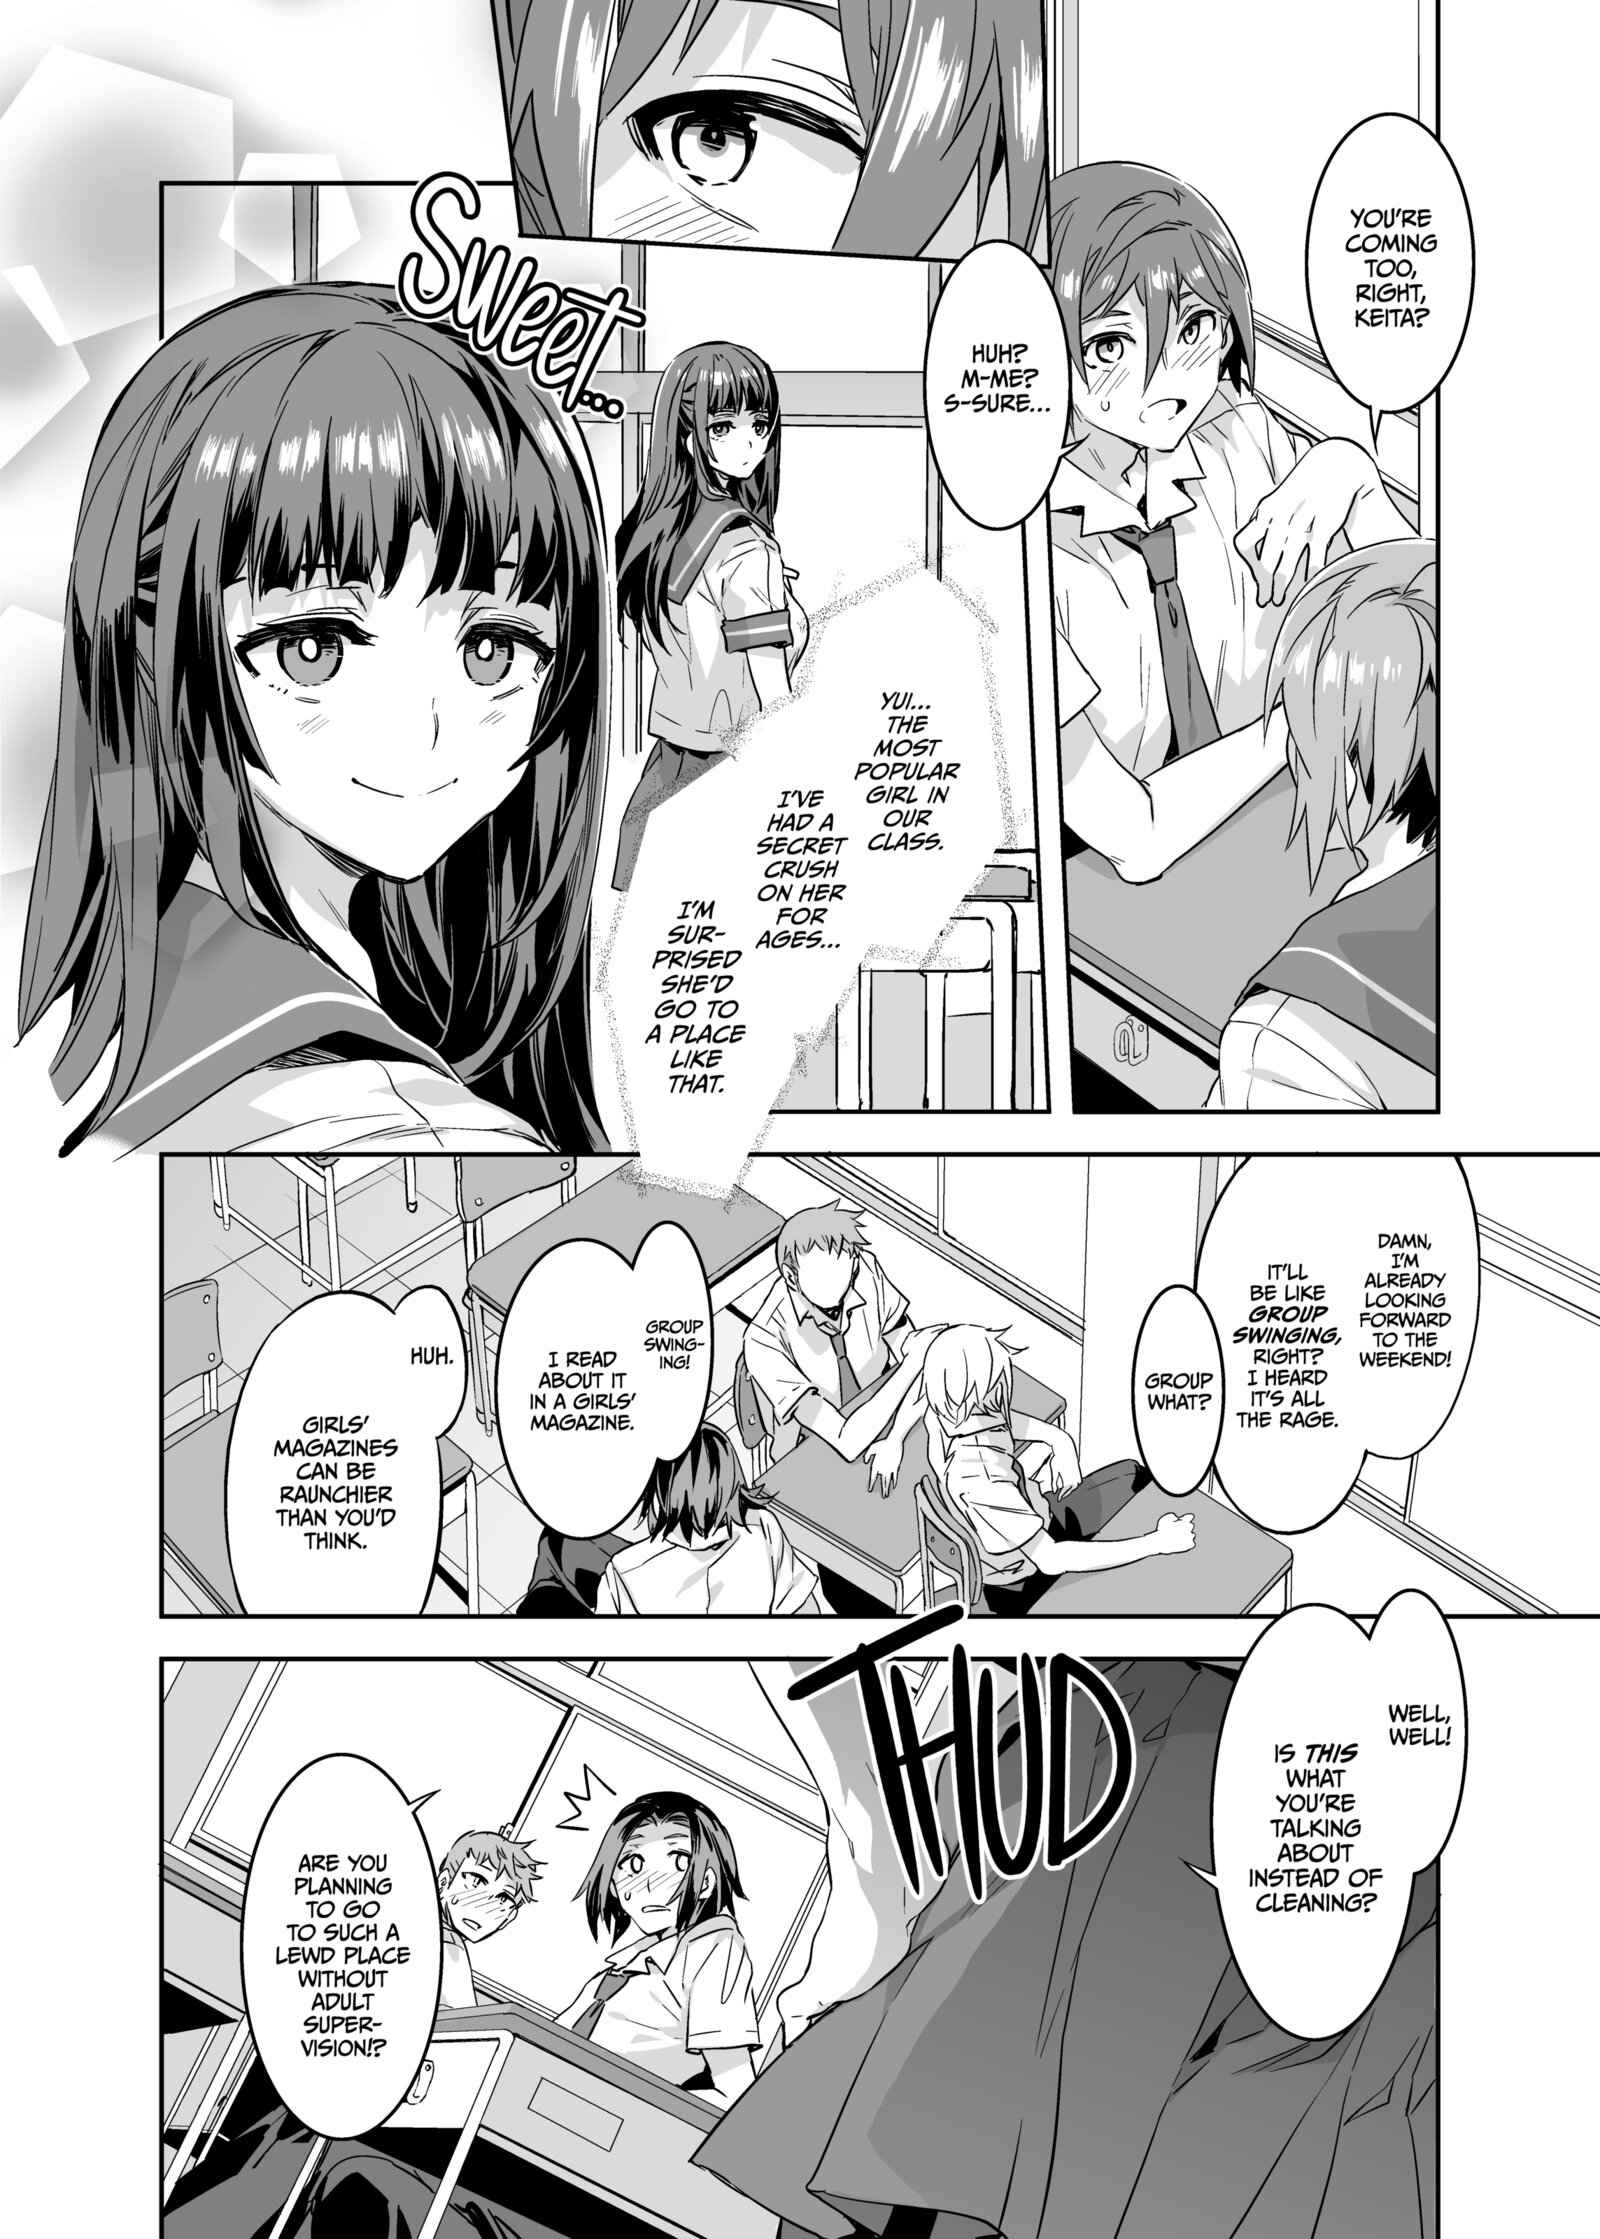 YOU'RE
COMING
TOO,
RIGHT,
KEITA?
HUH?
M-ME?
S-SURE...
YUI...
THE
MOST
POPULAR
GIRL IN
OUR
CLASS.
I'VE
HAD A
SECRET
CRUSH
ON HER
FOR
AGES...
I'M
SUR-
PRISED
SHE'D
GO TO
A PLACE
LIKE
THAT.
Sweet...
DAMN,
I'M
ALREADY
LOOKING
FORWARD
TO THE
WEEKEND!
IT'LL
BE LIKE
GROUP
SWINGING,
RIGHT?
I HEARD
IT'S ALL
THE RAGE.
GROUP
WHAT?
GROUP
SWING-
ING!
I READ
ABOUT IT
IN A GIRLS'
MAGAZINE.
HUH.
GIRLS'
MAGAZINES
CAN BE
RAUNCHIER
THAN YOU'D
THINK.
WELL,
WELL!
IS THIS
WHAT
YOU'RE
TALKING
ABOUT
INSTEAD OF
CLEANING?
THUD
ARE YOU
PLANNING
TO GO
TO SUCH A
LEWD PLACE
WITHOUT
ADULT
SUPER-
VISION!?